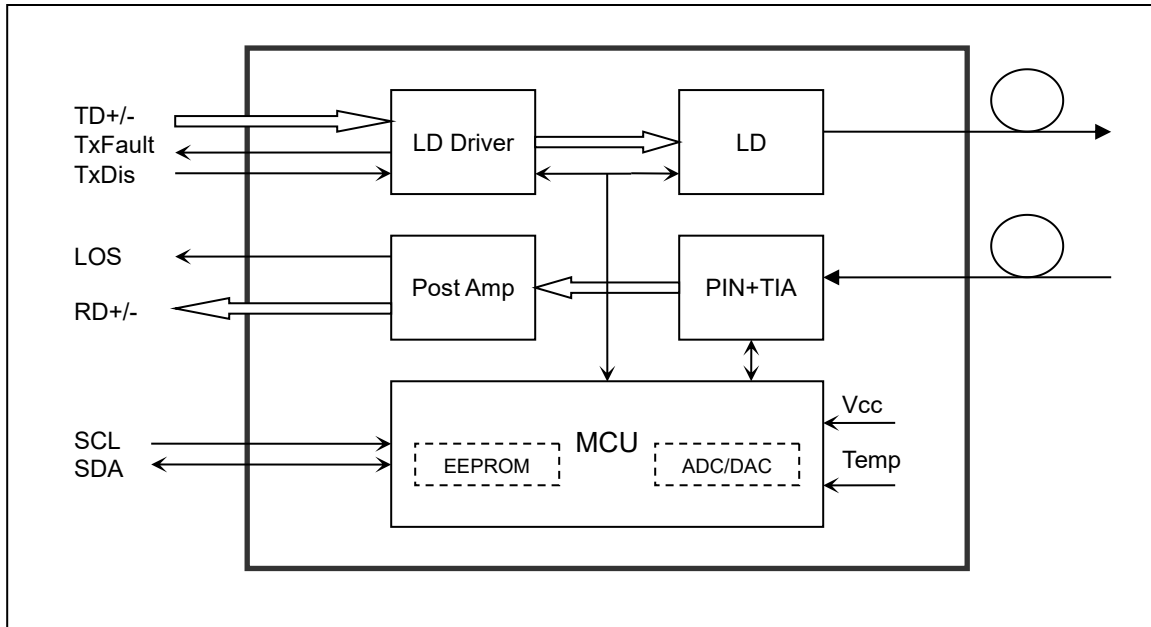 TD+/-
TxFault
TxDis
LD Driver
LD
LOS
RD+/-
Post Amp
PIN+TIA
SCL
SDA
MCU
EEPROM
ADC/DAC
Vcc
Temp